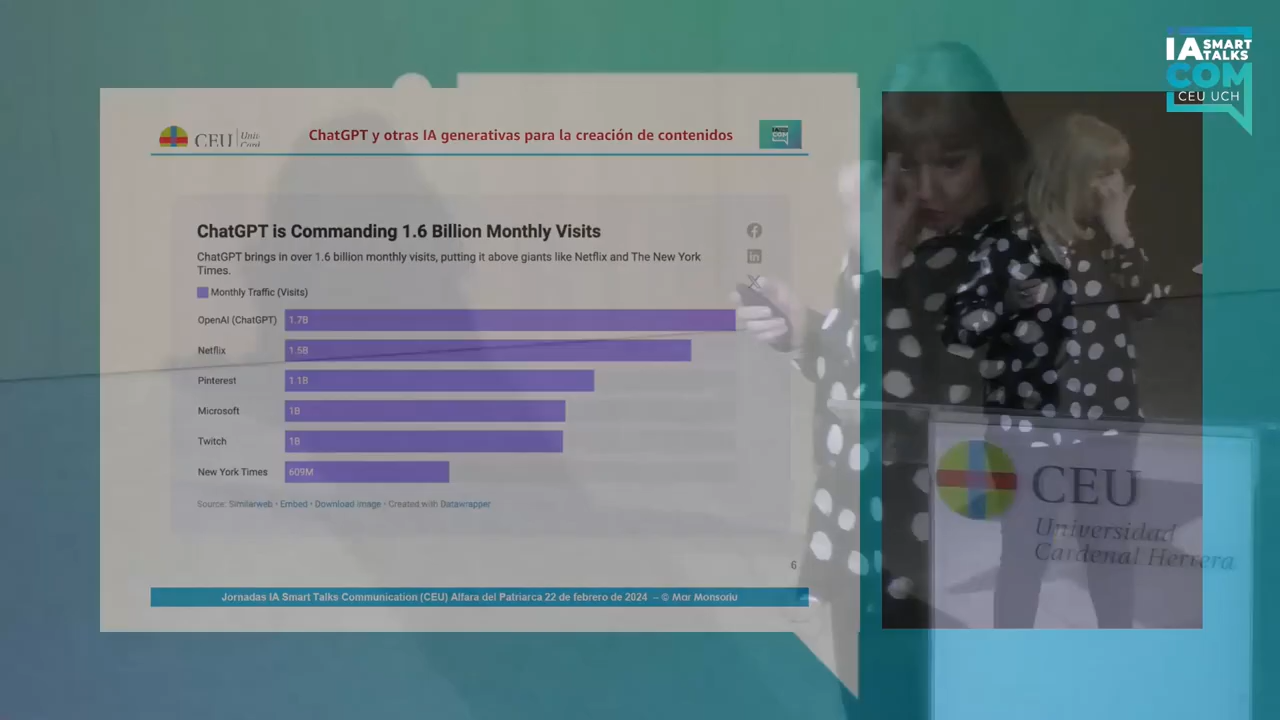 IA SMART
TALKS
COM
CEU UCH
CEU
ChatGPT y otras IA generativas para la creación de contenidos
ChatGPT is Commanding 1.6 Billion Monthly Visits
ChatGPT brings in over 1.6 billion monthly visits, putting it above giants like Netflix and The New York
Times.
Monthly Traffic (Visits)
OpenAI (ChatGPT) 1.7B
Netflix 1.5B
Pinterest 1.1B
Microsoft 1B
Twitch 1B
New York Times 609M
Source: Similarweb · Embed · Download image · Created with Datawrapper
6
Jornadas IA Smart Talks Communication (CEU) Alfara del Patriarca 22 de febrero de 2024 – © Mar Monsoriu
CEU
Universidad
Cardenal Herrera